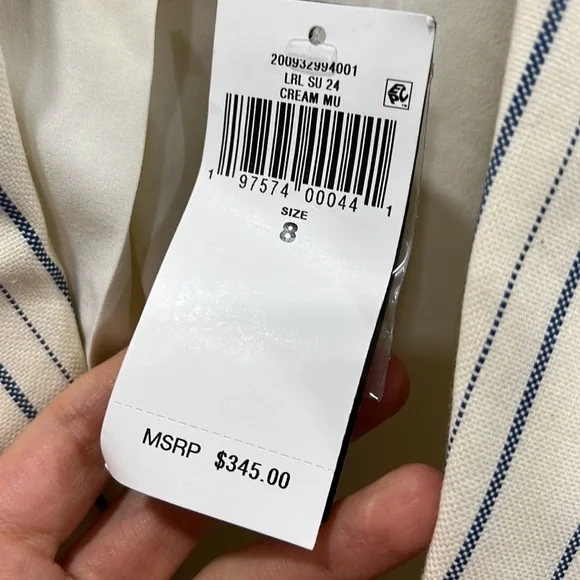 200932994001
LRL SU 24
CREAM MU
1 97574 00044 1
SIZE
8
MSRP $345.00